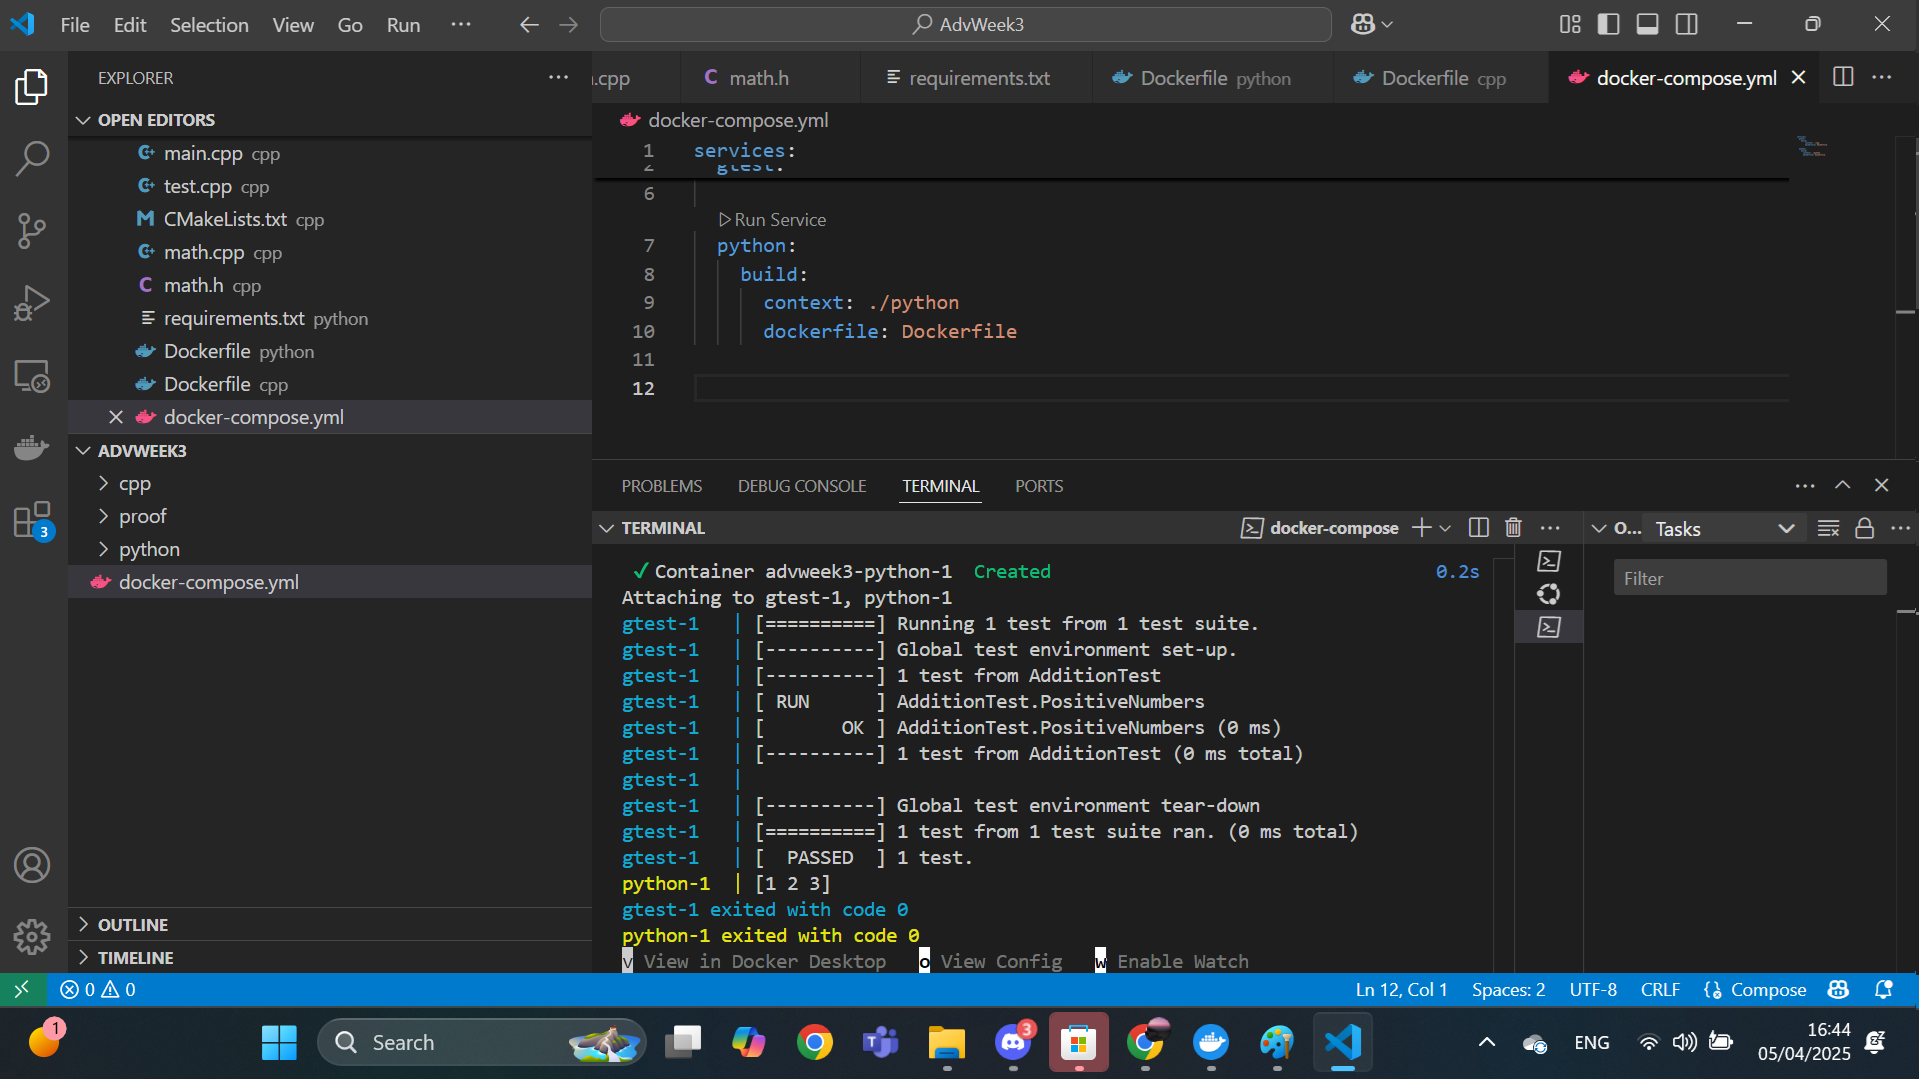 File Edit Selection View Go Run ··· AdvWeek3
EXPLORER
OPEN EDITORS
main.cpp cpp
test.cpp cpp
CMakeLists.txt cpp
math.cpp cpp
math.h cpp
requirements.txt python
Dockerfile python
Dockerfile cpp
docker-compose.yml
ADVWEEK3
cpp
proof
python
docker-compose.yml
OUTLINE
TIMELINE
3
.cpp math.h requirements.txt Dockerfile python Dockerfile cpp docker-compose.yml
docker-compose.yml
1 services:
2 gtest:
6
Run Service
7 python:
8 build:
9 context: ./python
10 dockerfile: Dockerfile
11
12
PROBLEMS DEBUG CONSOLE TERMINAL PORTS
TERMINAL docker-compose
O... Tasks
Filter
✓ Container advweek3-python-1 Created 0.2s
Attaching to gtest-1, python-1
gtest-1 | [==========] Running 1 test from 1 test suite.
gtest-1 | [----------] Global test environment set-up.
gtest-1 | [----------] 1 test from AdditionTest
gtest-1 | [ RUN      ] AdditionTest.PositiveNumbers
gtest-1 | [       OK ] AdditionTest.PositiveNumbers (0 ms)
gtest-1 | [----------] 1 test from AdditionTest (0 ms total)
gtest-1 |
gtest-1 | [----------] Global test environment tear-down
gtest-1 | [==========] 1 test from 1 test suite ran. (0 ms total)
gtest-1 | [  PASSED  ] 1 test.
python-1 | [1 2 3]
gtest-1 exited with code 0
python-1 exited with code 0
v View in Docker Desktop o View Config w Enable Watch
0 0 Ln 12, Col 1 Spaces: 2 UTF-8 CRLF Compose
1 Search 3 ENG 16:44
05/04/2025